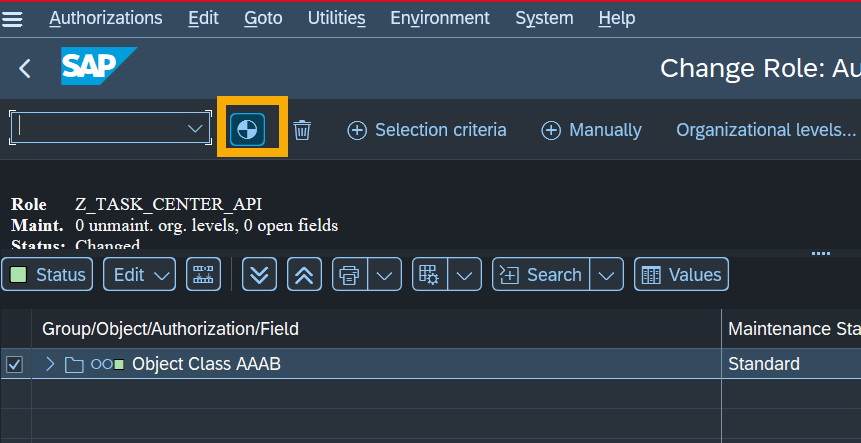 Authorizations Edit Goto Utilities Environment System Help
SAP Change Role: Au
Selection criteria Manually Organizational levels...
Role Z_TASK_CENTER_API
Maint. 0 unmaint. org. levels, 0 open fields
Status: Changed
Status Edit Search Values
Group/Object/Authorization/Field Maintenance Sta
Object Class AAAB Standard